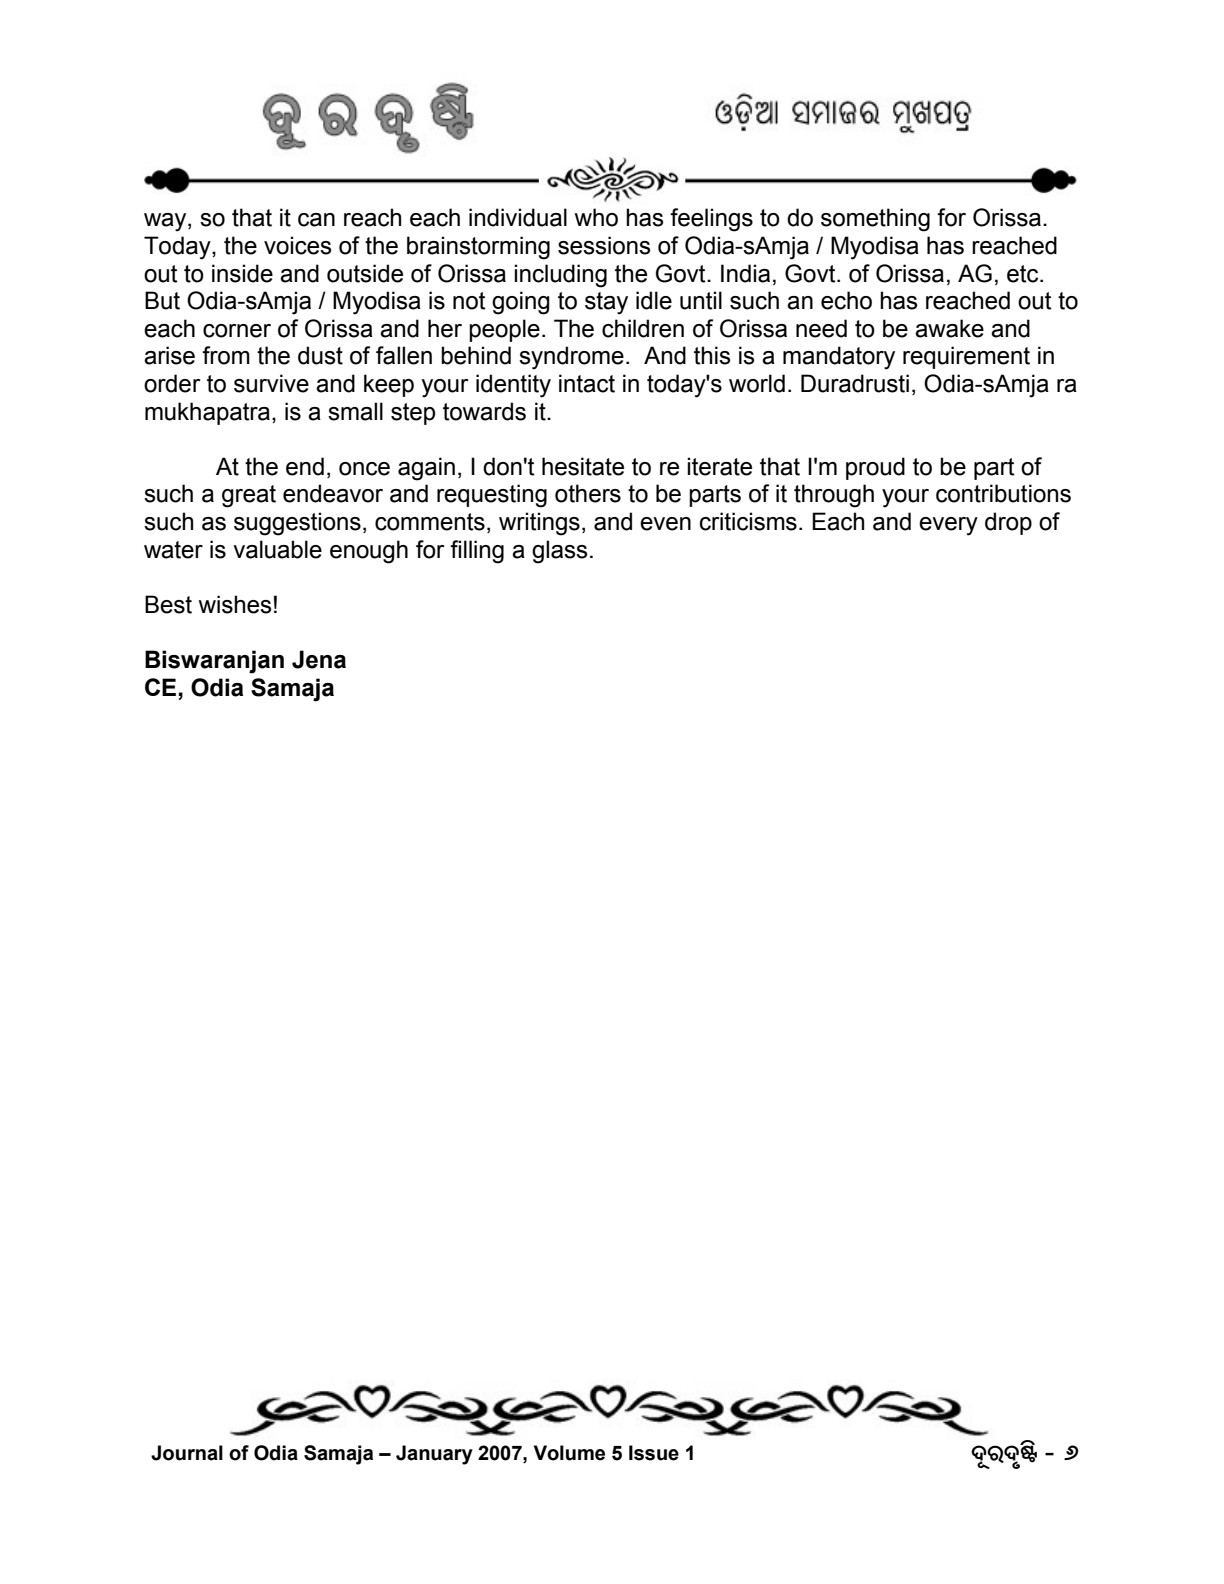 ଦୂରଦୃଷ୍ଟି
ଓଡ଼ିଆ ସମାଜର ମୁଖପତ୍ର
way, so that it can reach each individual who has feelings to do something for Orissa.
Today, the voices of the brainstorming sessions of Odia-sAmja / Myodisa has reached
out to inside and outside of Orissa including the Govt. India, Govt. of Orissa, AG, etc.
But Odia-sAmja / Myodisa is not going to stay idle until such an echo has reached out to
each corner of Orissa and her people. The children of Orissa need to be awake and
arise from the dust of fallen behind syndrome.  And this is a mandatory requirement in
order to survive and keep your identity intact in today's world. Duradrusti, Odia-sAmja ra
mukhapatra, is a small step towards it.
At the end, once again, I don't hesitate to re iterate that I'm proud to be part of
such a great endeavor and requesting others to be parts of it through your contributions
such as suggestions, comments, writings, and even criticisms. Each and every drop of
water is valuable enough for filling a glass.
Best wishes!
Biswaranjan Jena
CE, Odia Samaja
Journal of Odia Samaja – January 2007, Volume 5 Issue 1
ଦୂରଦୃଷ୍ଟି - ୬